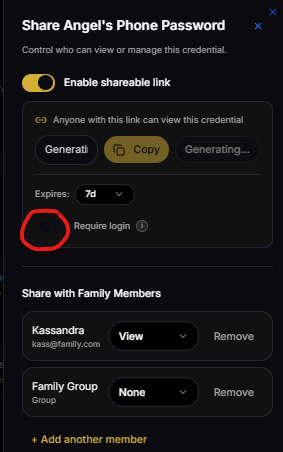 Share Angel's Phone Password
Control who can view or manage this credential.
Enable shareable link
Anyone with this link can view this credential
Generati
Copy
Generating...
Expires:
7d
Require login
i
Share with Family Members
Kassandra
View
Remove
kass@family.com
Family Group
None
Remove
Group
+ Add another member